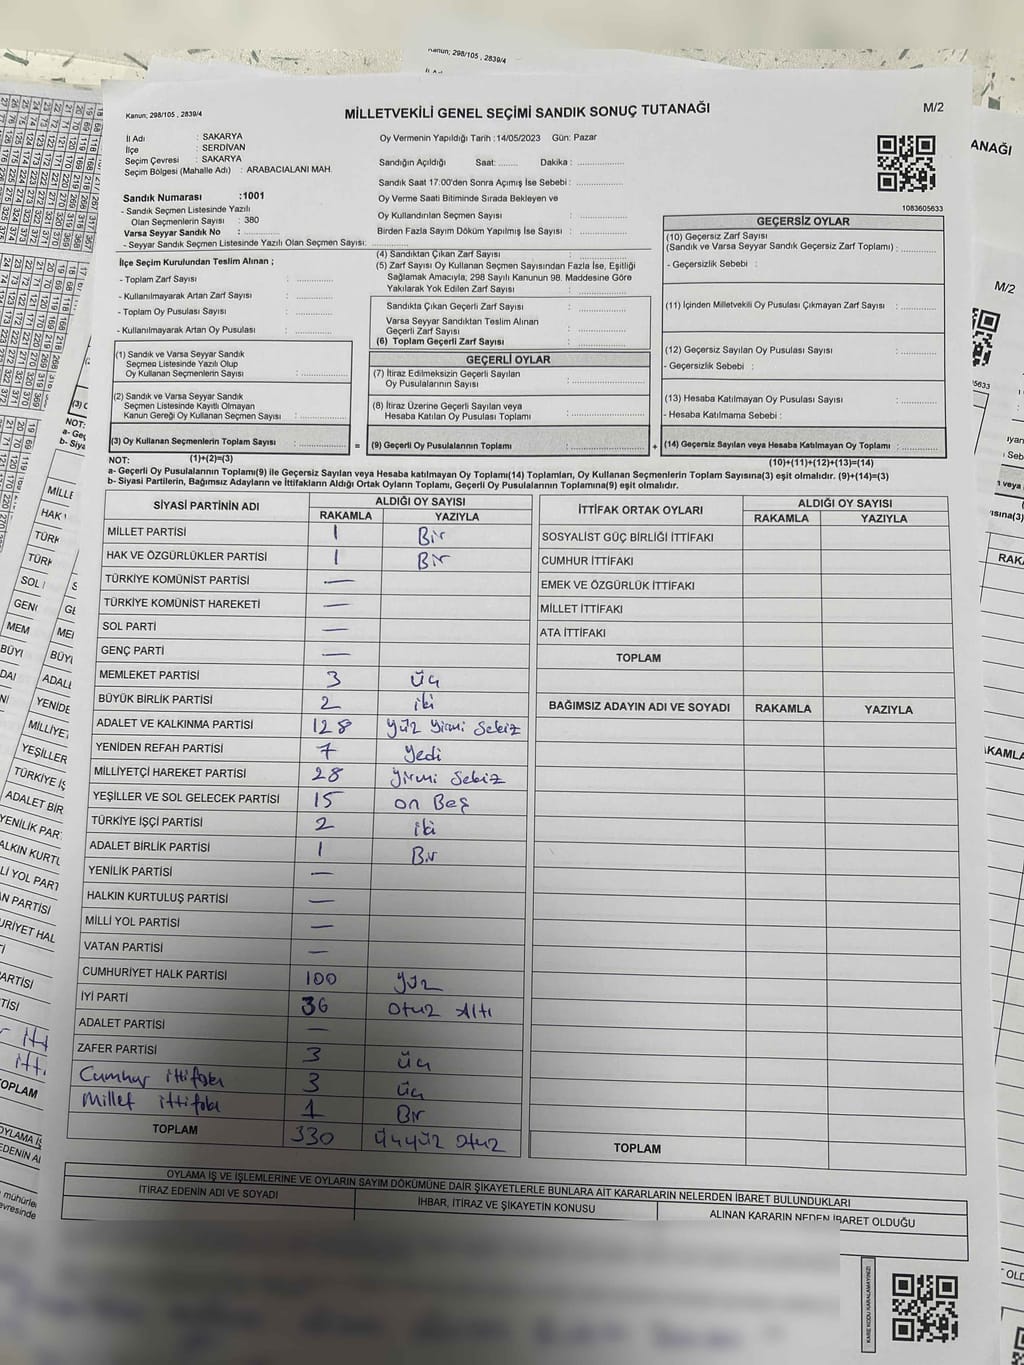 Kanun; 298/105 , 2839/4
Kanun; 298/105 , 2839/4
MİLLETVEKİLİ GENEL SEÇİMİ SANDIK SONUÇ TUTANAĞI
M/2
İl Adı : SAKARYA
İlçe : SERDİVAN
Seçim Çevresi : SAKARYA
Seçim Bölgesi (Mahalle Adı) : ARABACIALANI MAH.
Sandık Numarası :1001
- Sandık Seçmen Listesinde Yazılı
Olan Seçmenlerin Sayısı : 380
Varsa Seyyar Sandık No :
- Seyyar Sandık Seçmen Listesinde Yazılı Olan Seçmen Sayısı:
Oy Vermenin Yapıldığı Tarih :14/05/2023 Gün: Pazar
Sandığın Açıldığı Saat: ........ Dakika : ..............
Sandık Saat 17:00'den Sonra Açımış İse Sebebi : ..............
Oy Verme Saati Bitiminde Sırada Bekleyen ve
Oy Kullandırılan Seçmen Sayısı : ..............
Birden Fazla Sayım Döküm Yapılmış İse Sayısı : ..............
1083605633
İlçe Seçim Kurulundan Teslim Alınan ;
- Toplam Zarf Sayısı : ..............
- Kullanılmayarak Artan Zarf Sayısı : ..............
- Toplam Oy Pusulası Sayısı : ..............
- Kullanılmayarak Artan Oy Pusulası : ..............
(4) Sandıktan Çıkan Zarf Sayısı : ..............
(5) Zarf Sayısı Oy Kullanan Seçmen Sayısından Fazla İse, Eşitliği
Sağlamak Amacıyla; 298 Sayılı Kanunun 98. Maddesine Göre
Yakılarak Yok Edilen Zarf Sayısı : ..............
Sandıkta Çıkan Geçerli Zarf Sayısı : ..............
Varsa Seyyar Sandıktan Teslim Alınan
Geçerli Zarf Sayısı : ..............
(6) Toplam Geçerli Zarf Sayısı : ..............
GEÇERSİZ OYLAR
(10) Geçersiz Zarf Sayısı
(Sandık ve Varsa Seyyar Sandık Geçersiz Zarf Toplamı) : ..............
- Geçersizlik Sebebi :
(11) İçinden Milletvekili Oy Pusulası Çıkmayan Zarf Sayısı : ..............
(12) Geçersiz Sayılan Oy Pusulası Sayısı : ..............
- Geçersizlik Sebebi :
(13) Hesaba Katılmayan Oy Pusulası Sayısı : ..............
- Hesaba Katılmama Sebebi :
(1) Sandık ve Varsa Seyyar Sandık
Seçmen Listesinde Yazılı Olup
Oy Kullanan Seçmenlerin Sayısı : ..............
(2) Sandık ve Varsa Seyyar Sandık
Seçmen Listesinde Kayıtlı Olmayan
Kanun Gereği Oy Kullanan Seçmen Sayısı : ..............
GEÇERLİ OYLAR
(7) İtiraz Edilmeksizin Geçerli Sayılan
Oy Pusulalarının Sayısı : ..............
(8) İtiraz Üzerine Geçerli Sayılan veya
Hesaba Katılan Oy Pusulası Toplamı : ..............
(3) Oy Kullanan Seçmenlerin Toplam Sayısı : .............. = (9) Geçerli Oy Pusulalarının Toplamı : .............. + (14) Geçersiz Sayılan veya Hesaba Katılmayan Oy Toplamı : ..............
NOT: (1)+(2)=(3) (10)+(11)+(12)+(13)=(14)
a- Geçerli Oy Pusulalarının Toplamı(9) ile Geçersiz Sayılan veya Hesaba katılmayan Oy Toplamı(14) Toplamları, Oy Kullanan Seçmenlerin Toplam Sayısına(3) eşit olmalıdır. (9)+(14)=(3)
b- Siyasi Partilerin, Bağımsız Adayların ve İttifakların Aldığı Ortak Oyların Toplamı, Geçerli Oy Pusulalarının Toplamına(9) eşit olmalıdır.
SİYASİ PARTİNİN ADI ALDIĞI OY SAYISI
RAKAMLA YAZIYLA
MİLLET PARTİSİ 1 Bir
HAK VE ÖZGÜRLÜKLER PARTİSİ 1 Bir
TÜRKİYE KOMÜNİST PARTİSİ —
TÜRKİYE KOMÜNİST HAREKETİ —
SOL PARTİ —
GENÇ PARTİ —
MEMLEKET PARTİSİ 3 Üç
BÜYÜK BİRLİK PARTİSİ 2 iki
ADALET VE KALKINMA PARTİSİ 128 yüz yirmi Sekiz
YENİDEN REFAH PARTİSİ 7 yedi
MİLLİYETÇİ HAREKET PARTİSİ 28 yirmi Sekiz
YEŞİLLER VE SOL GELECEK PARTİSİ 15 on Beş
TÜRKİYE İŞÇİ PARTİSİ 2 iki
ADALET BİRLİK PARTİSİ 1 Bir
YENİLİK PARTİSİ —
HALKIN KURTULUŞ PARTİSİ —
MİLLİ YOL PARTİSİ —
VATAN PARTİSİ —
CUMHURİYET HALK PARTİSİ 100 yüz
İYİ PARTİ 36 Otuz Altı
ADALET PARTİSİ —
ZAFER PARTİSİ 3 üç
Cumhur ittifakı 3 üç
Millet ittifakı 1 Bir
TOPLAM 330 üçyüz otuz
İTTİFAK ORTAK OYLARI ALDIĞI OY SAYISI
RAKAMLA YAZIYLA
SOSYALİST GÜÇ BİRLİĞİ İTTİFAKI
CUMHUR İTTİFAKI
EMEK VE ÖZGÜRLÜK İTTİFAKI
MİLLET İTTİFAKI
ATA İTTİFAKI
TOPLAM
BAĞIMSIZ ADAYIN ADI VE SOYADI RAKAMLA YAZIYLA
TOPLAM
OYLAMA İŞ VE İŞLEMLERİNE VE OYLARIN SAYIM DÖKÜMÜNE DAİR ŞİKAYETLERLE BUNLARA AİT KARARLARIN NELERDEN İBARET BULUNDUKLARI
İTİRAZ EDENİN ADI VE SOYADI İHBAR, İTİRAZ VE ŞİKAYETİN KONUSU ALINAN KARARIN NEDEN İBARET OLDUĞU
KARE KODU KARALAMAYINIZ!